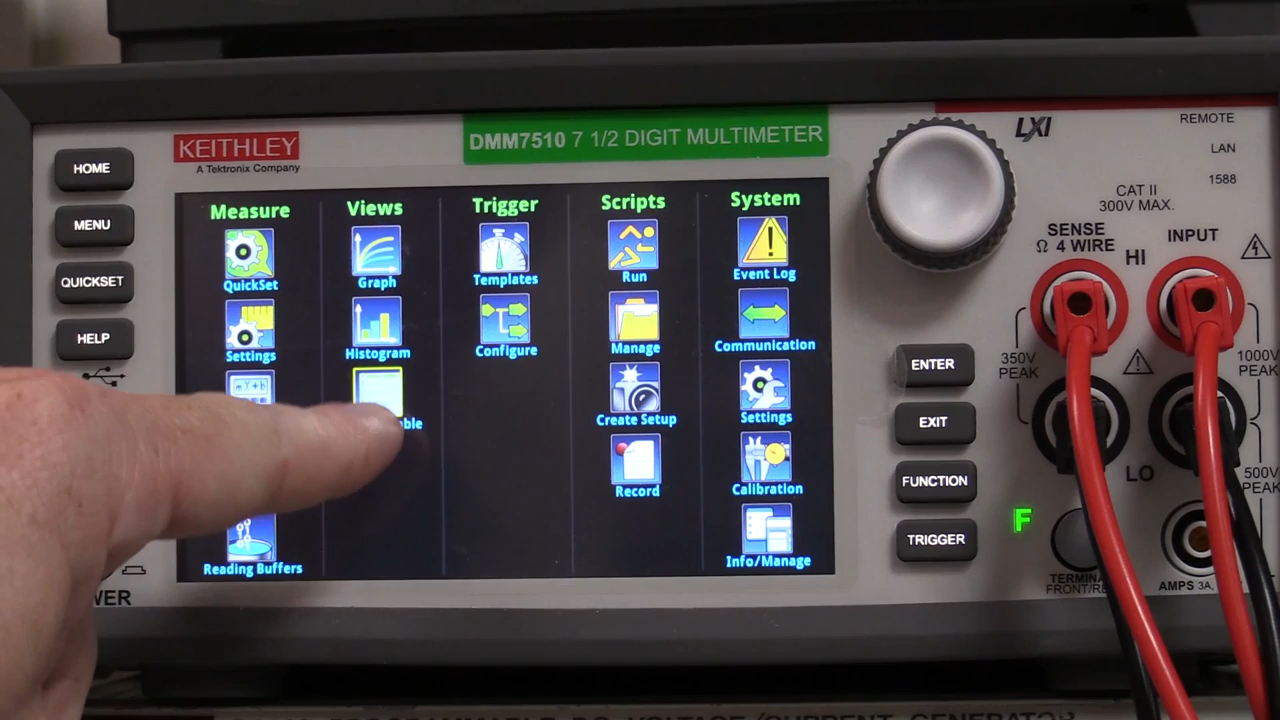 KEITHLEY
A Tektronix Company
DMM7510 7 1/2 DIGIT MULTIMETER
LXI
REMOTE
LAN
1588
HOME
MENU
QUICKSET
HELP
Measure
QuickSet
Settings
Reading Buffers
Views
Graph
Histogram
Trigger
Templates
Configure
Scripts
Run
Manage
Create Setup
Record
System
Event Log
Communication
Settings
Calibration
Info/Manage
ENTER
EXIT
FUNCTION
TRIGGER
CAT II
300V MAX.
SENSE
Ω 4 WIRE
HI
INPUT
350V
PEAK
1000V
PEAK
LO
500V
PEAK
F
AMPS 3A,